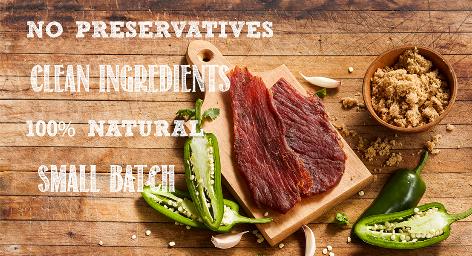 NO PRESERVATIVES
CLEAN INGREDIENTS
100% NATURAL
SMALL BATCH